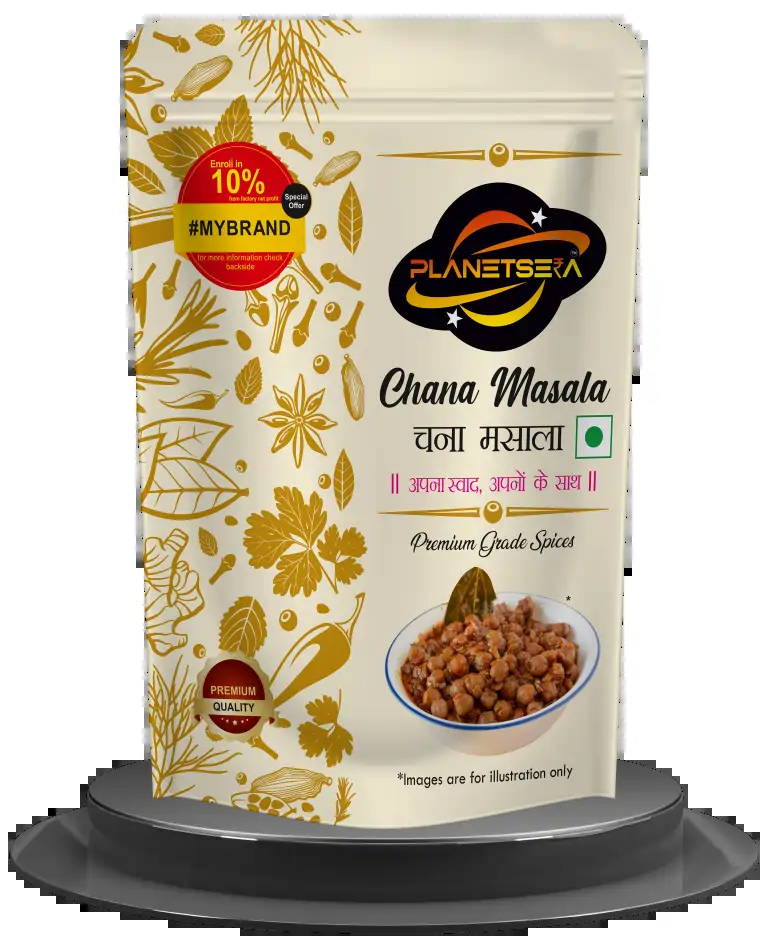 Enroll in
10%
from factory net profit
Special
Offer
#MYBRAND
for more information check
backside
PLANETSERA
TM
Chana Masala
चना मसाला
|| अपना स्वाद, अपनों के साथ ||
Premium Grade Spices
*
PREMIUM
QUALITY
*Images are for illustration only